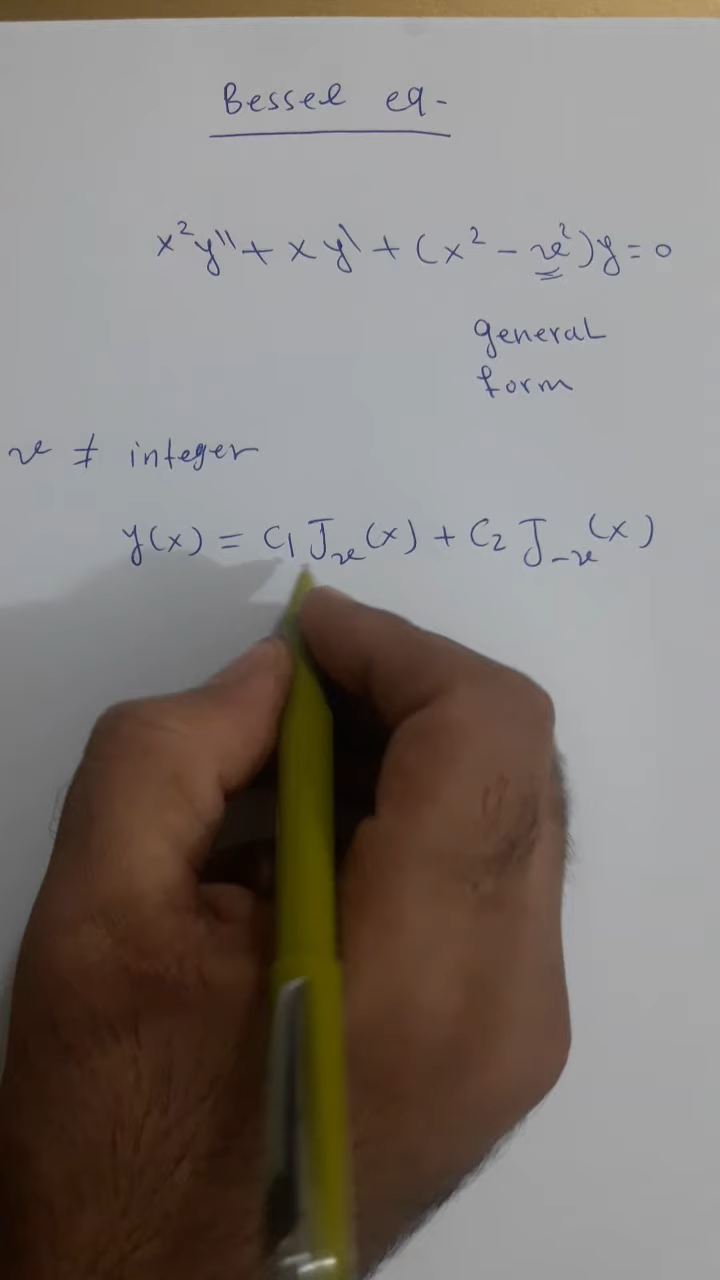 Bessel eq-
x²y'' + xy' + (x² - ν²)y = 0
general
form
ν ≠ integer
y(x) = C₁ J_ν(x) + C₂ J_-ν(x)